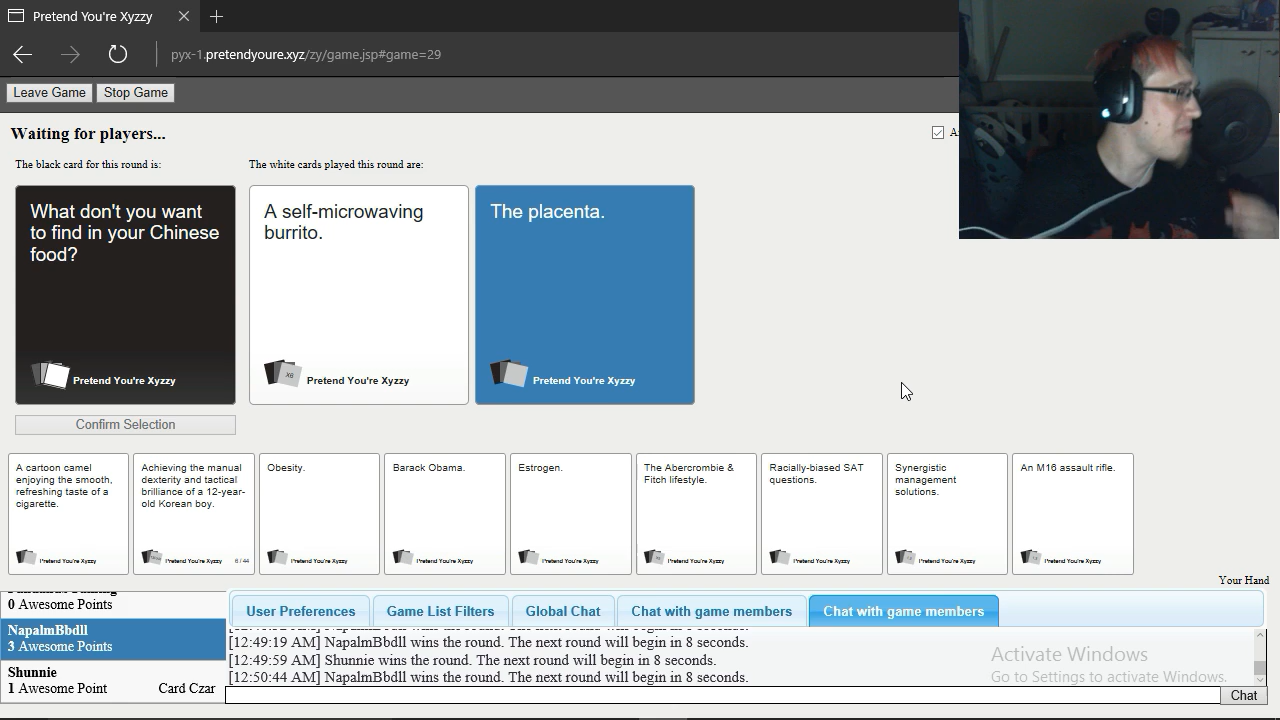 Pretend You're Xyzzy
pyx-1.pretendyoure.xyz/zy/game.jsp#game=29
Leave Game Stop Game
Waiting for players...
The black card for this round is:
The white cards played this round are:
What don't you want
to find in your Chinese
food?
Pretend You're Xyzzy
A self-microwaving
burrito.
X6
Pretend You're Xyzzy
The placenta.
Pretend You're Xyzzy
Confirm Selection
A cartoon camel
enjoying the smooth,
refreshing taste of a
cigarette.
Pretend You're Xyzzy
Achieving the manual
dexterity and tactical
brilliance of a 12-year-
old Korean boy.
Pretend You're Xyzzy 6 / 44
Obesity.
Pretend You're Xyzzy
Barack Obama.
Pretend You're Xyzzy
Estrogen.
Pretend You're Xyzzy
The Abercrombie &
Fitch lifestyle.
Pretend You're Xyzzy
Racially-biased SAT
questions.
Pretend You're Xyzzy
Synergistic
management
solutions.
Pretend You're Xyzzy
An M16 assault rifle.
Pretend You're Xyzzy
Your Hand
0 Awesome Points
NapalmBbdll
3 Awesome Points
Shunnie
1 Awesome Point Card Czar
User Preferences Game List Filters Global Chat Chat with game members Chat with game members
[12:49:19 AM] NapalmBbdll wins the round. The next round will begin in 8 seconds.
[12:49:59 AM] Shunnie wins the round. The next round will begin in 8 seconds.
[12:50:44 AM] NapalmBbdll wins the round. The next round will begin in 8 seconds.
Chat
Activate Windows
Go to Settings to activate Windows.